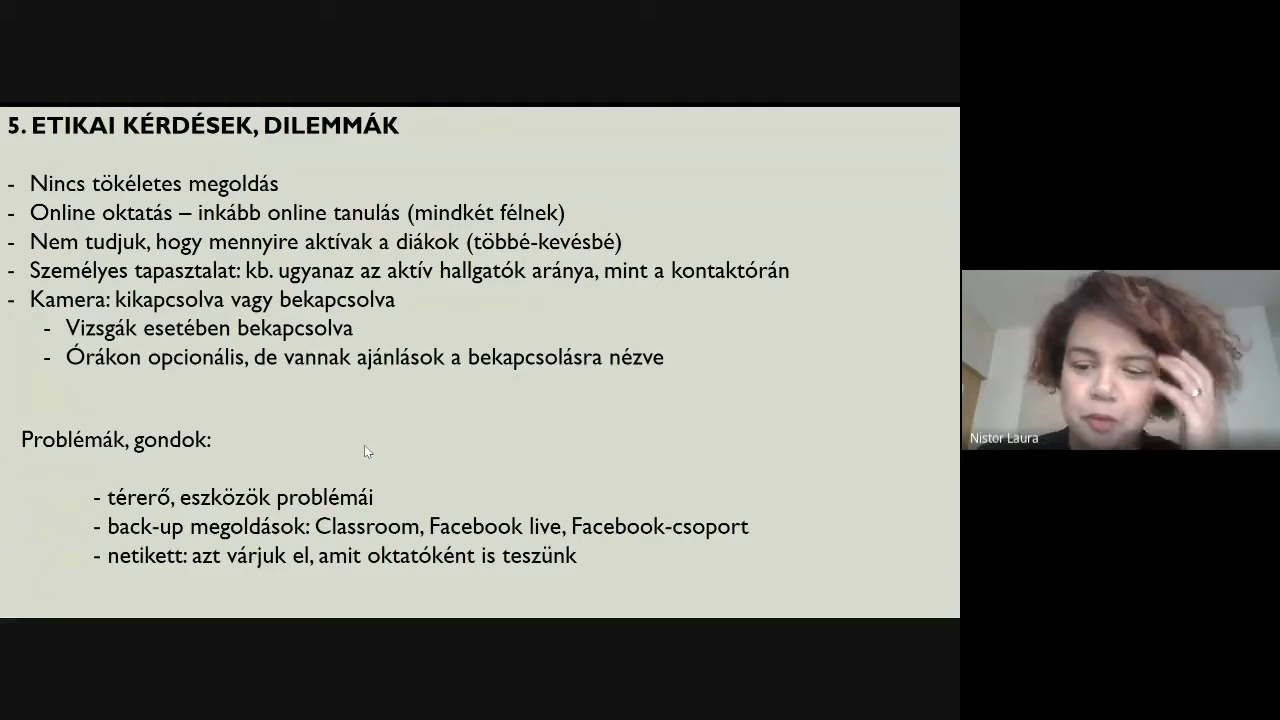 5. ETIKAI KÉRDÉSEK, DILEMMÁK
- Nincs tökéletes megoldás
- Online oktatás – inkább online tanulás (mindkét félnek)
- Nem tudjuk, hogy mennyire aktívak a diákok (többé-kevésbé)
- Személyes tapasztalat: kb. ugyanaz az aktív hallgatók aránya, mint a kontaktórán
- Kamera: kikapcsolva vagy bekapcsolva
- Vizsgák esetében bekapcsolva
- Órákon opcionális, de vannak ajánlások a bekapcsolásra nézve
Problémák, gondok:
- térerő, eszközök problémái
- back-up megoldások: Classroom, Facebook live, Facebook-csoport
- netikett: azt várjuk el, amit oktatóként is teszünk
Nistor Laura